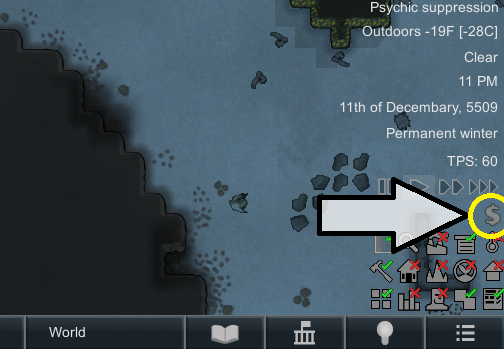 Psychic suppression
Outdoors -19F [-28C]
Clear
11 PM
11th of Decembary, 5509
Permanent winter
TPS: 60
$
World